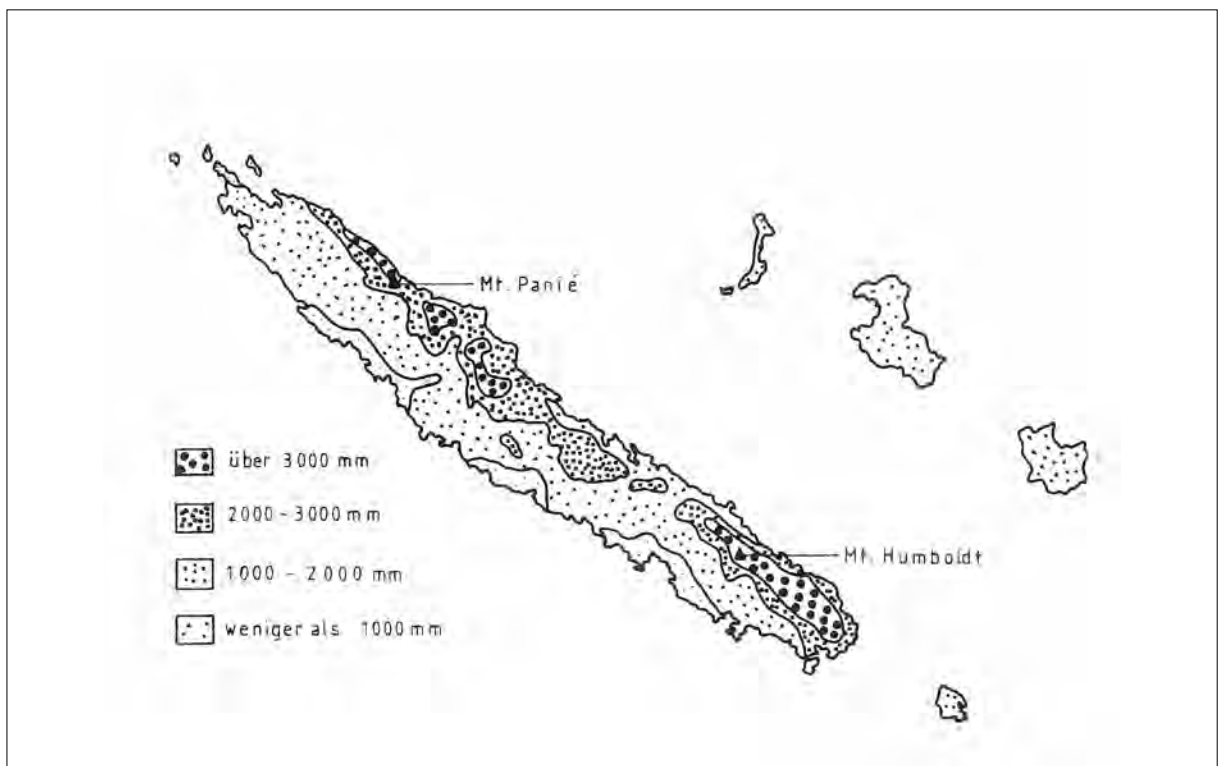 Mt. Panié
über 3000 mm
2000 - 3000 mm
1000 - 2000 mm
Mt. Humboldt
weniger als 1000 mm